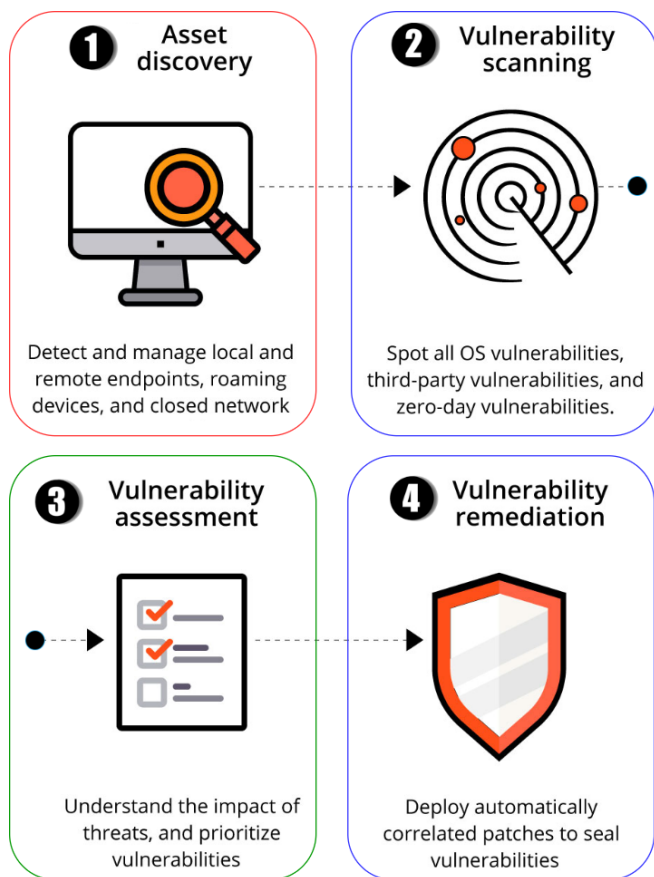 1
Asset
discovery
Detect and manage local and
remote endpoints, roaming
devices, and closed network
2
Vulnerability
scanning
Spot all OS vulnerabilities,
third-party vulnerabilities, and
zero-day vulnerabilities.
3
Vulnerability
assessment
Understand the impact of
threats, and prioritize
vulnerabilities
4
Vulnerability
remediation
Deploy automatically
correlated patches to seal
vulnerabilities